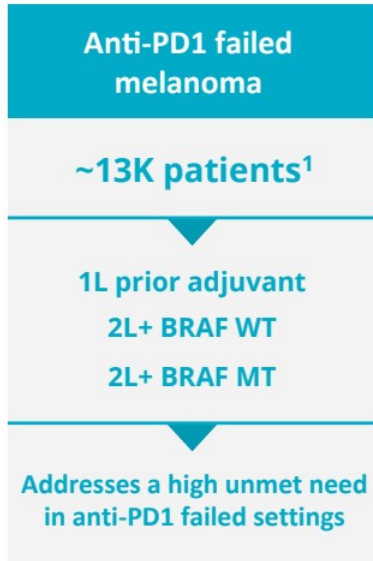 Anti-PD1 failed
melanoma
~13K patients¹
1L prior adjuvant
2L+ BRAF WT
2L+ BRAF MT
Addresses a high unmet need
in anti-PD1 failed settings